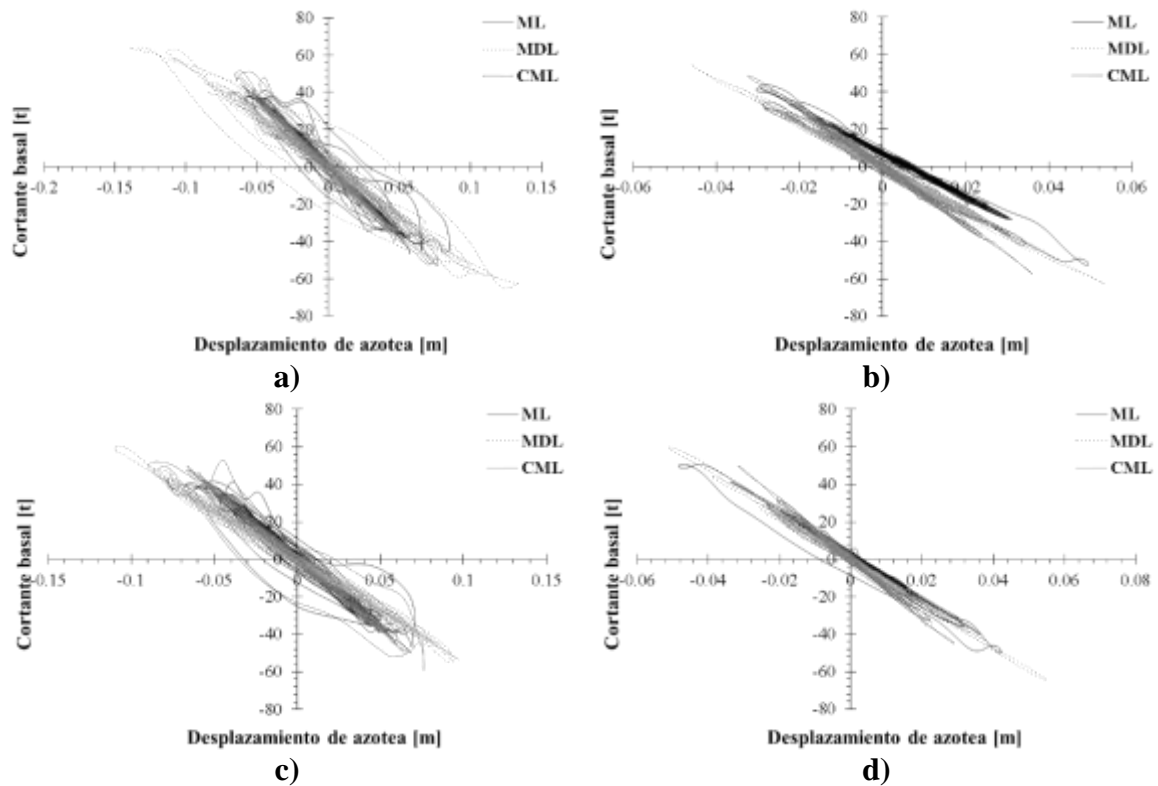 ML
MDL
CML
Cortante basal [t]
80
60
40
20
0
-20
-40
-60
-80
-0.2 -0.15 -0.1 -0.05 0 0.05 0.1 0.15
Desplazamiento de azotea [m]
a)
ML
MDL
CML
Cortante basal [t]
80
60
40
20
0
-20
-40
-60
-80
-0.06 -0.04 -0.02 0 0.02 0.04 0.06
Desplazamiento de azotea [m]
b)
ML
MDL
CML
Cortante basal [t]
80
60
40
20
0
-20
-40
-60
-80
-0.15 -0.1 -0.05 0 0.05 0.1 0.15
Desplazamiento de azotea [m]
c)
ML
MDL
CML
Cortante basal [t]
80
60
40
20
0
-20
-40
-60
-80
-0.06 -0.04 -0.02 0 0.02 0.04 0.06 0.08
Desplazamiento de azotea [m]
d)